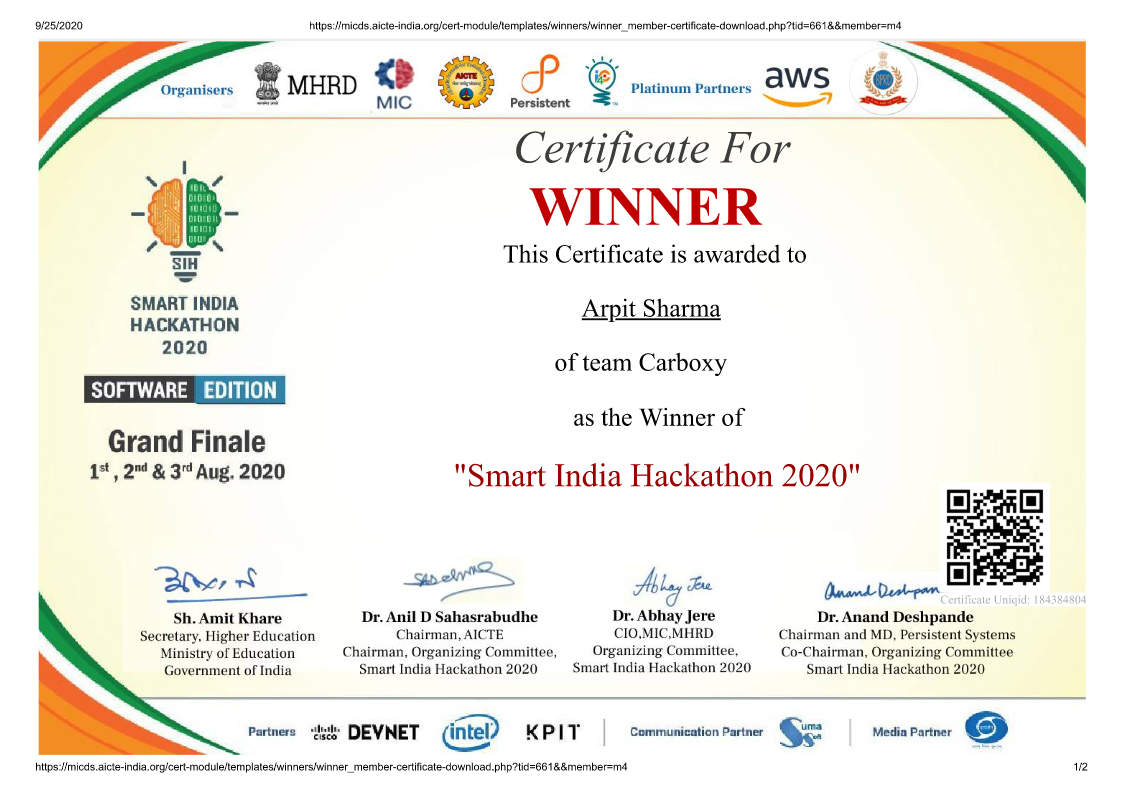 9/25/2020
https://micds.aicte-india.org/cert-module/templates/winners/winner_member-certificate-download.php?tid=661&&member=m4
Organisers
MHRD
MIC
AICTE
Persistent
Platinum Partners
aws
Certificate For
WINNER
This Certificate is awarded to
Arpit Sharma
of team Carboxy
as the Winner of
"Smart India Hackathon 2020"
SIH
SMART INDIA
HACKATHON
2020
SOFTWARE EDITION
Grand Finale
1st , 2nd & 3rd Aug. 2020
Abhay Jere
Anand Deshpan
Certificate Uniqid: 184384804
Sh. Amit Khare
Secretary, Higher Education
Ministry of Education
Government of India
Dr. Anil D Sahasrabudhe
Chairman, AICTE
Chairman, Organizing Committee,
Smart India Hackathon 2020
Dr. Abhay Jere
CIO,MIC,MHRD
Organizing Committee,
Smart India Hackathon 2020
Dr. Anand Deshpande
Chairman and MD, Persistent Systems
Co-Chairman, Organizing Committee
Smart India Hackathon 2020
Partners
cisco DEVNET
intel
KPIT
Communication Partner
Suma Soft
Media Partner
https://micds.aicte-india.org/cert-module/templates/winners/winner_member-certificate-download.php?tid=661&&member=m4
1/2